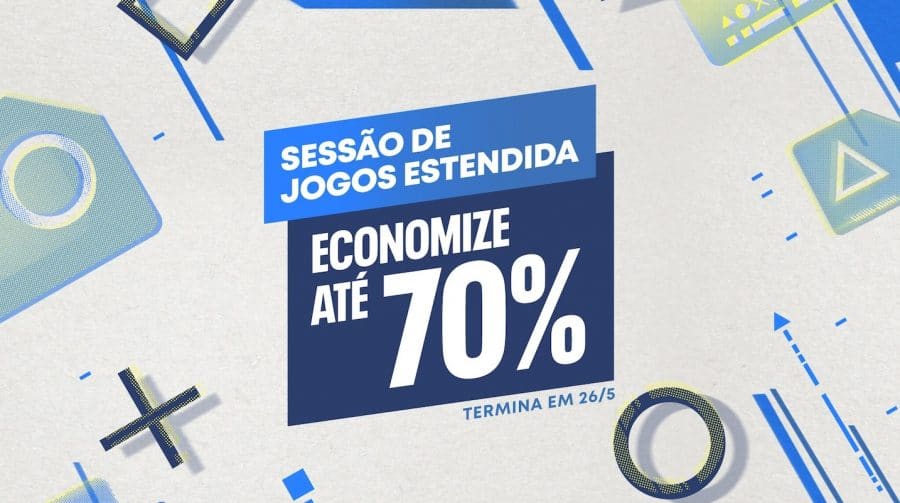 SESSÃO DE
JOGOS ESTENDIDA
ECONOMIZE
ATÉ 70%
TERMINA EM 26/5